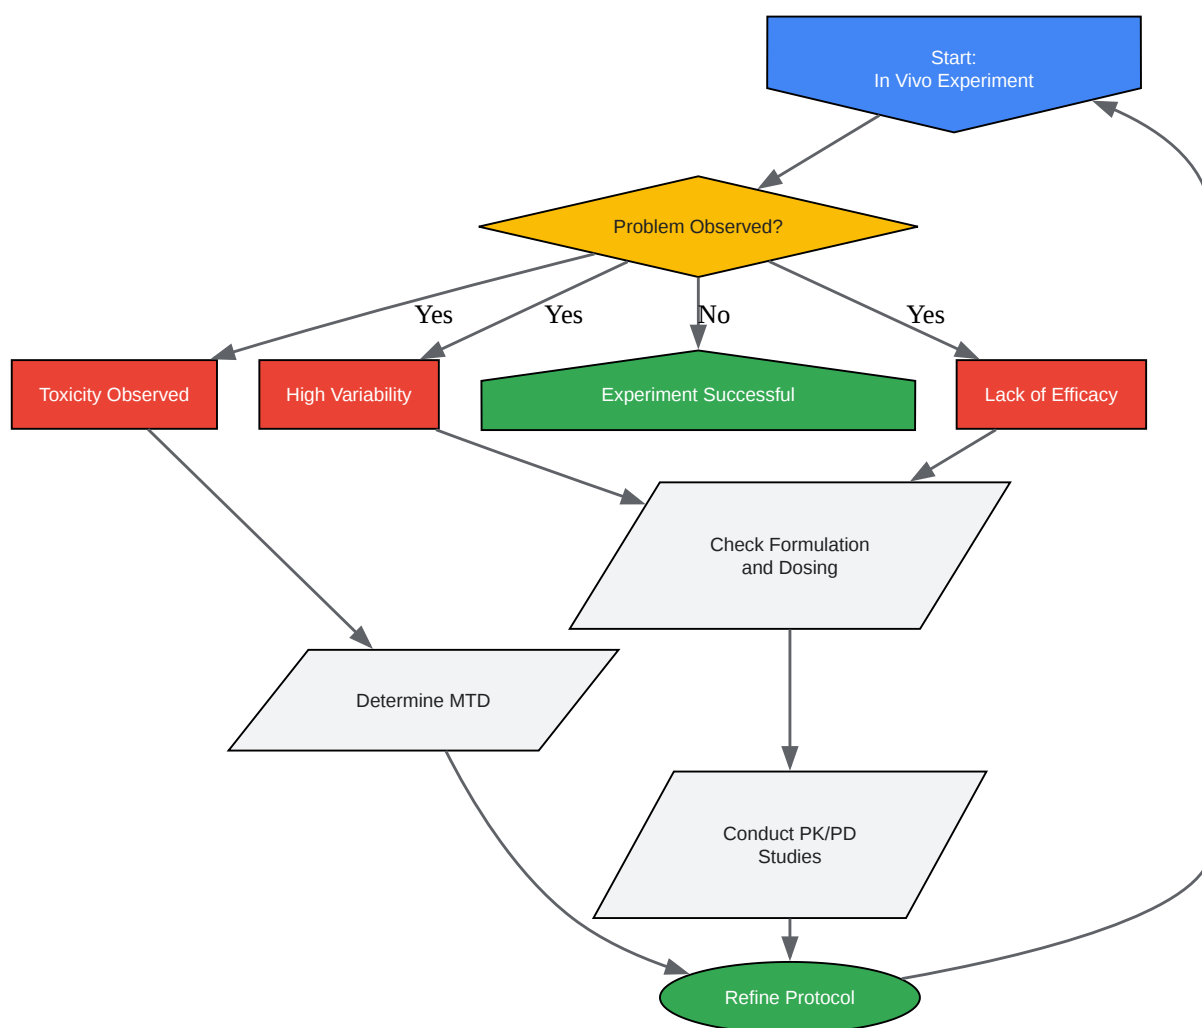 Start:
In Vivo Experiment
Problem Observed?
Yes
Yes
No
Yes
Toxicity Observed
High Variability
Experiment Successful
Lack of Efficacy
Check Formulation
and Dosing
Determine MTD
Conduct PK/PD
Studies
Refine Protocol